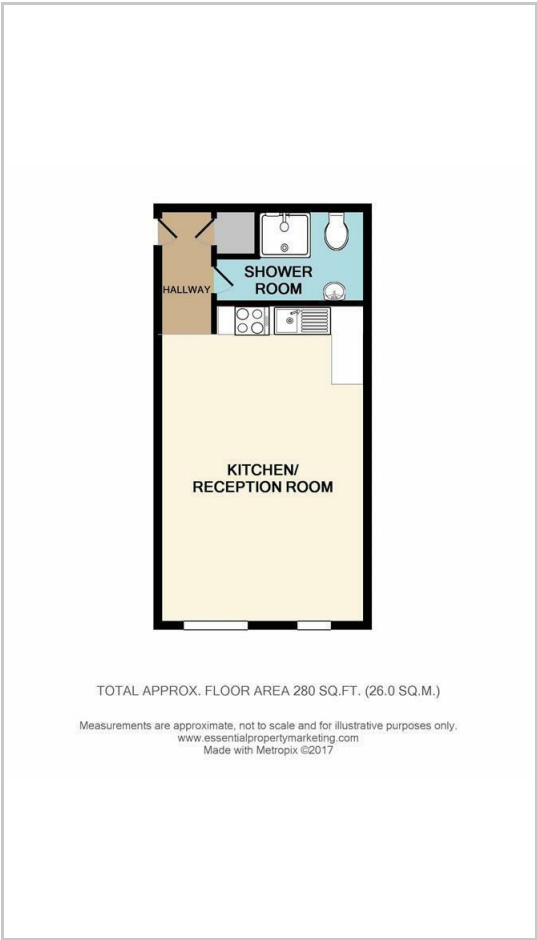 SHOWER
ROOM
HALLWAY
KITCHEN/
RECEPTION ROOM
TOTAL APPROX. FLOOR AREA 280 SQ.FT. (26.0 SQ.M.)
Measurements are approximate, not to scale and for illustrative purposes only.
www.essentialpropertymarketing.com
Made with Metropix ©2017